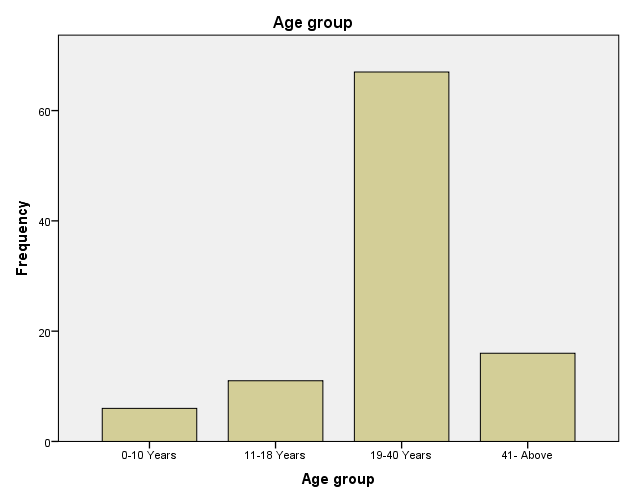 Age group
Frequency
60
40
20
0
0-10 Years
11-18 Years
19-40 Years
41- Above
Age group